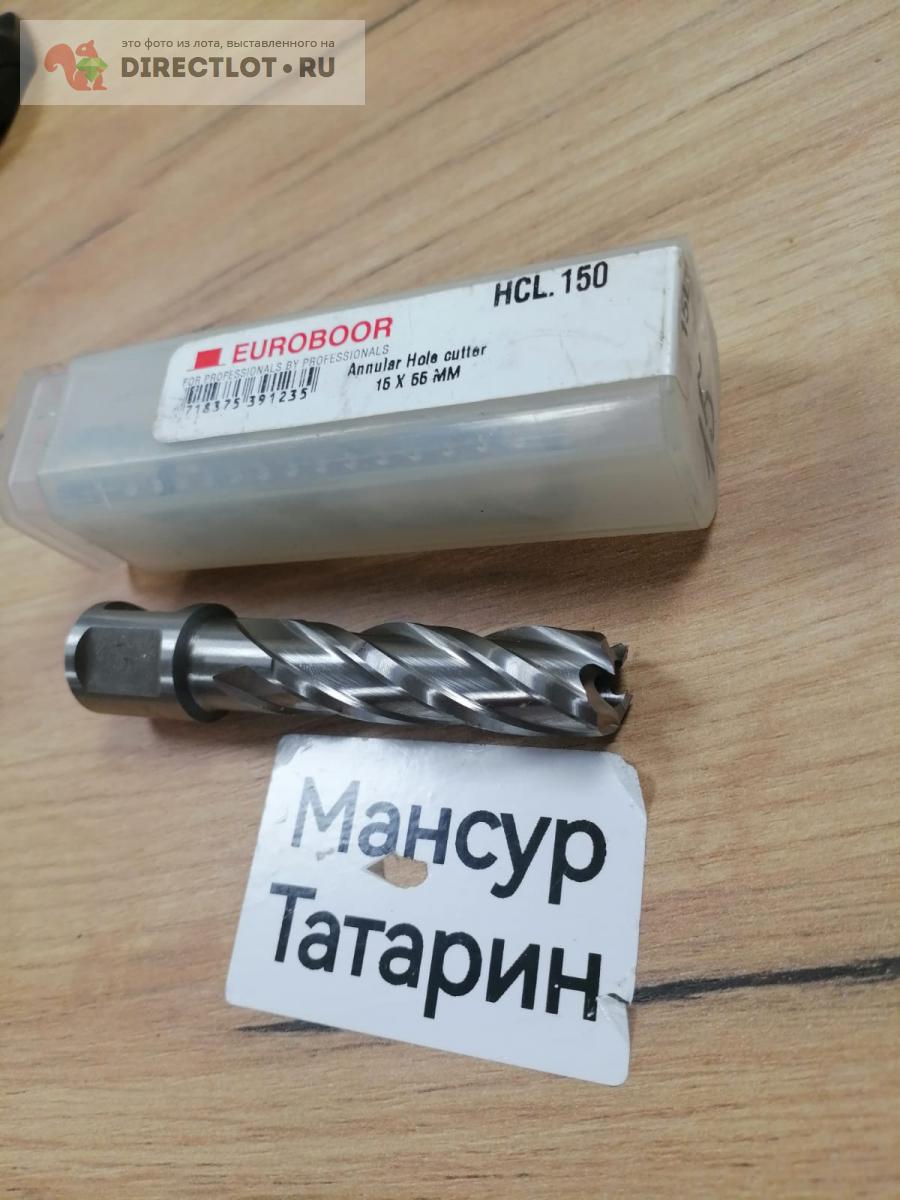 это фото из лота, выставленного на
DIRECTLOT•RU
HCL.150
EUROBOOR
FOR PROFESSIONALS BY PROFESSIONALS
Annular Hole cutter
15 X 55 MM
718375 391235
Мансур
Татарин